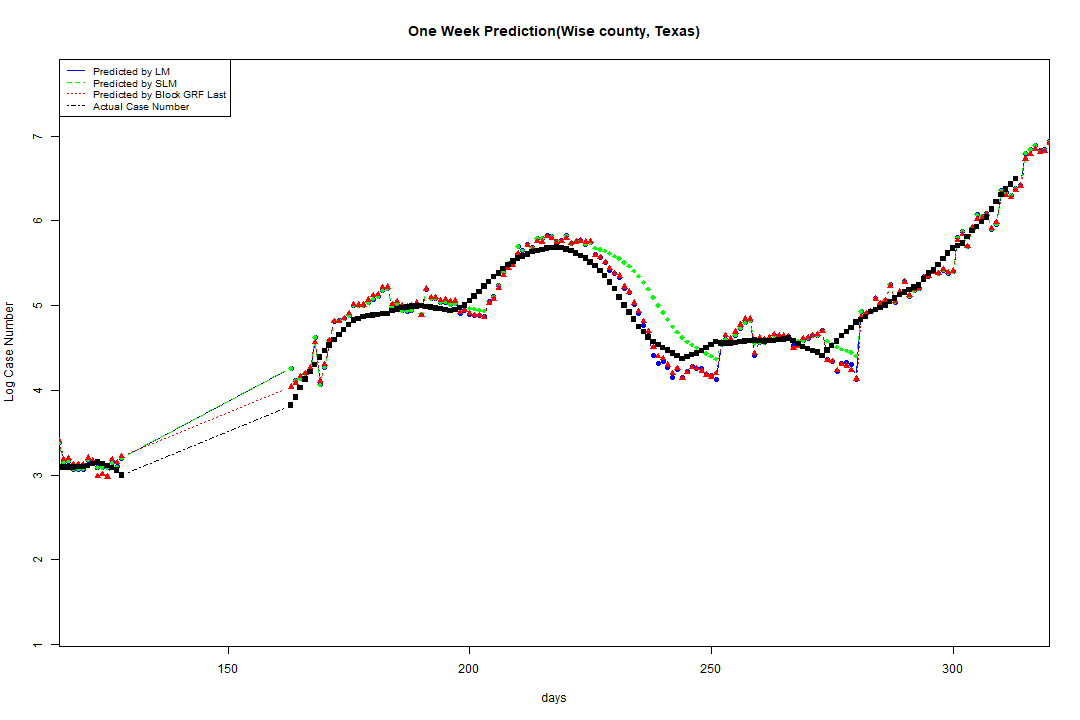 One Week Prediction(Wise county, Texas)
Predicted by LM
Predicted by SLM
Predicted by Block GRF Last
Actual Case Number
7
6
5
4
3
2
1
Log Case Number
150 200 250 300
days